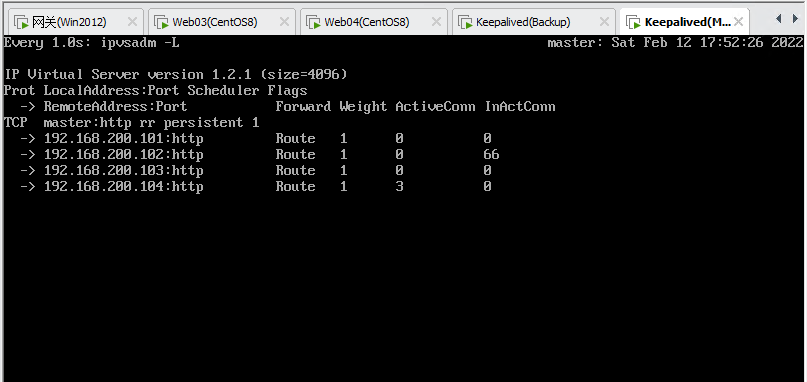 网关(Win2012) Web03(CentOS8) Web04(CentOS8) Keepalived(Backup) Keepalived(M...
Every 1.0s: ipvsadm -L master: Sat Feb 12 17:52:26 2022
IP Virtual Server version 1.2.1 (size=4096)
Prot LocalAddress:Port Scheduler Flags
-> RemoteAddress:Port Forward Weight ActiveConn InActConn
TCP master:http rr persistent 1
-> 192.168.200.101:http Route 1 0 0
-> 192.168.200.102:http Route 1 0 66
-> 192.168.200.103:http Route 1 0 0
-> 192.168.200.104:http Route 1 3 0